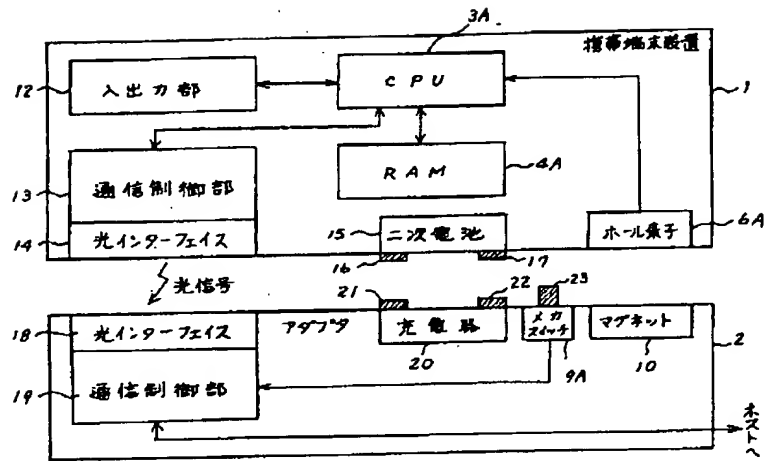 3A
携帯端末装置
12
入出力部
CPU
1
13
通信制御部
RAM
4A
14
光インターフェイス
15
二次電池
ホール素子
6A
16
17
光信号
21
22
23
18
光インターフェイス
アダプタ
充電器
メカスイッチ
マグネット
2
20
9A
10
19
通信制御部
ホストへ